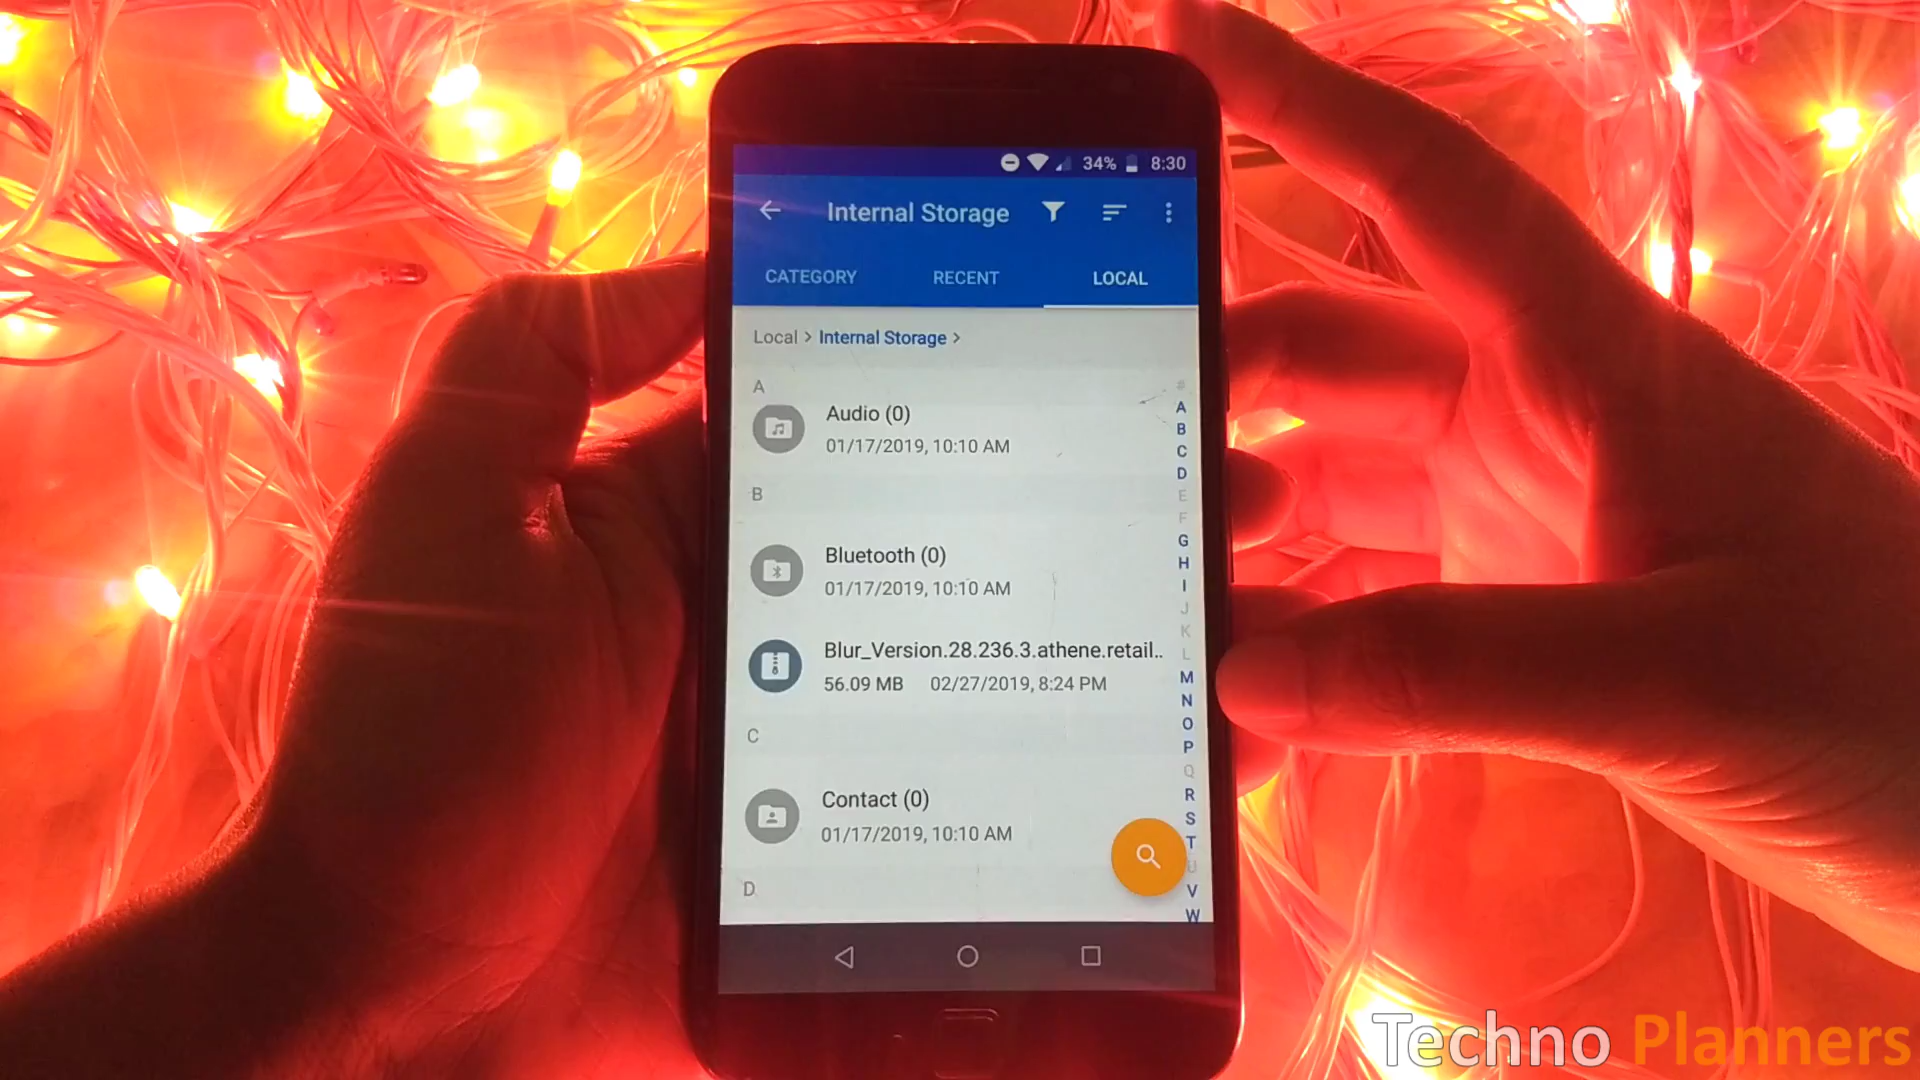 34% 8:30
Internal Storage
CATEGORY RECENT LOCAL
Local > Internal Storage >
A
Audio (0)
01/17/2019, 10:10 AM
B
Bluetooth (0)
01/17/2019, 10:10 AM
Blur_Version.28.236.3.athene.retail..
56.09 MB 02/27/2019, 8:24 PM
C
Contact (0)
01/17/2019, 10:10 AM
D
#
A
B
C
D
E
F
G
H
I
J
K
L
M
N
O
P
Q
R
S
T
U
V
W
Techno Planners